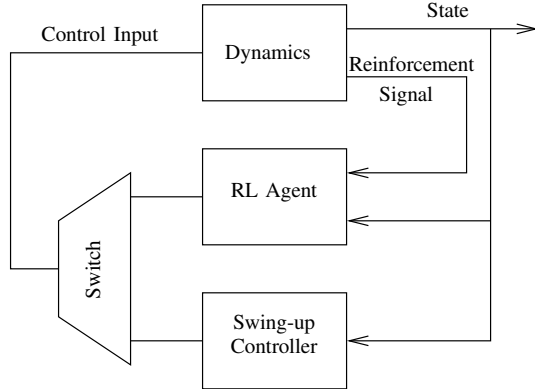 State
Control Input
Dynamics
Reinforcement
Signal
RL Agent
Switch
Swing-up
Controller